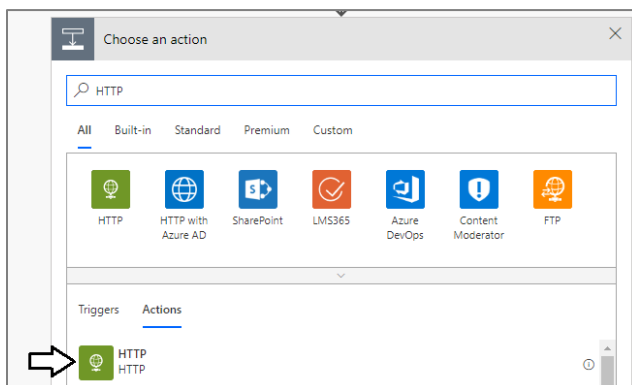 Choose an action
HTTP
All Built-in Standard Premium Custom
HTTP HTTP with Azure AD SharePoint LMS365 Azure DevOps Content Moderator FTP
Triggers Actions
HTTP
HTTP